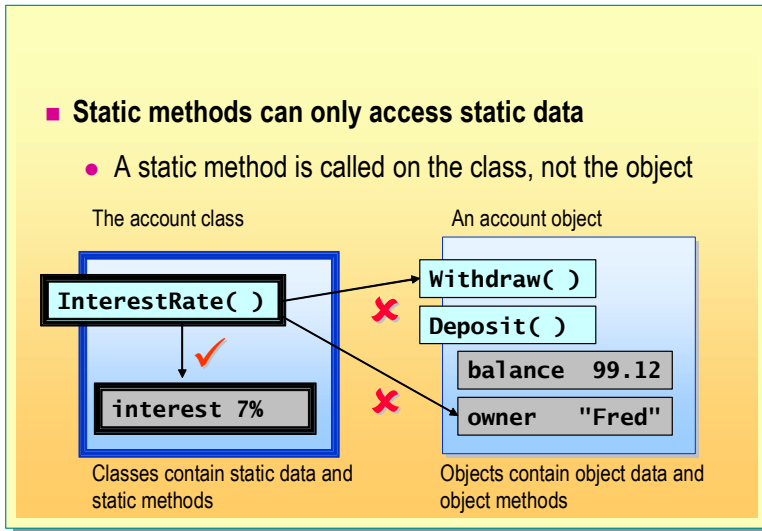 Static methods can only access static data
A static method is called on the class, not the object
The account class
An account object
InterestRate( )
Withdraw( )
Deposit( )
balance 99.12
interest 7%
owner "Fred"
Classes contain static data and
static methods
Objects contain object data and
object methods